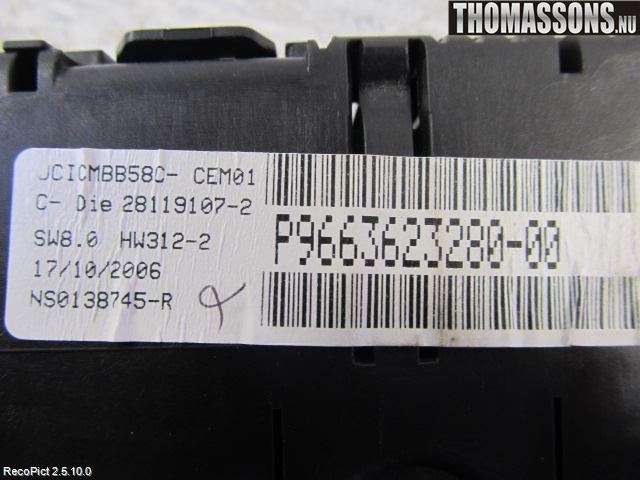 THOMASSONS.NU
JCICMBB58C- CEM01
C- Die 28119107-2
SW8.0 HW312-2
17/10/2006
NS0138745-R
P9663623280-00
RecoPict 2.5.10.0